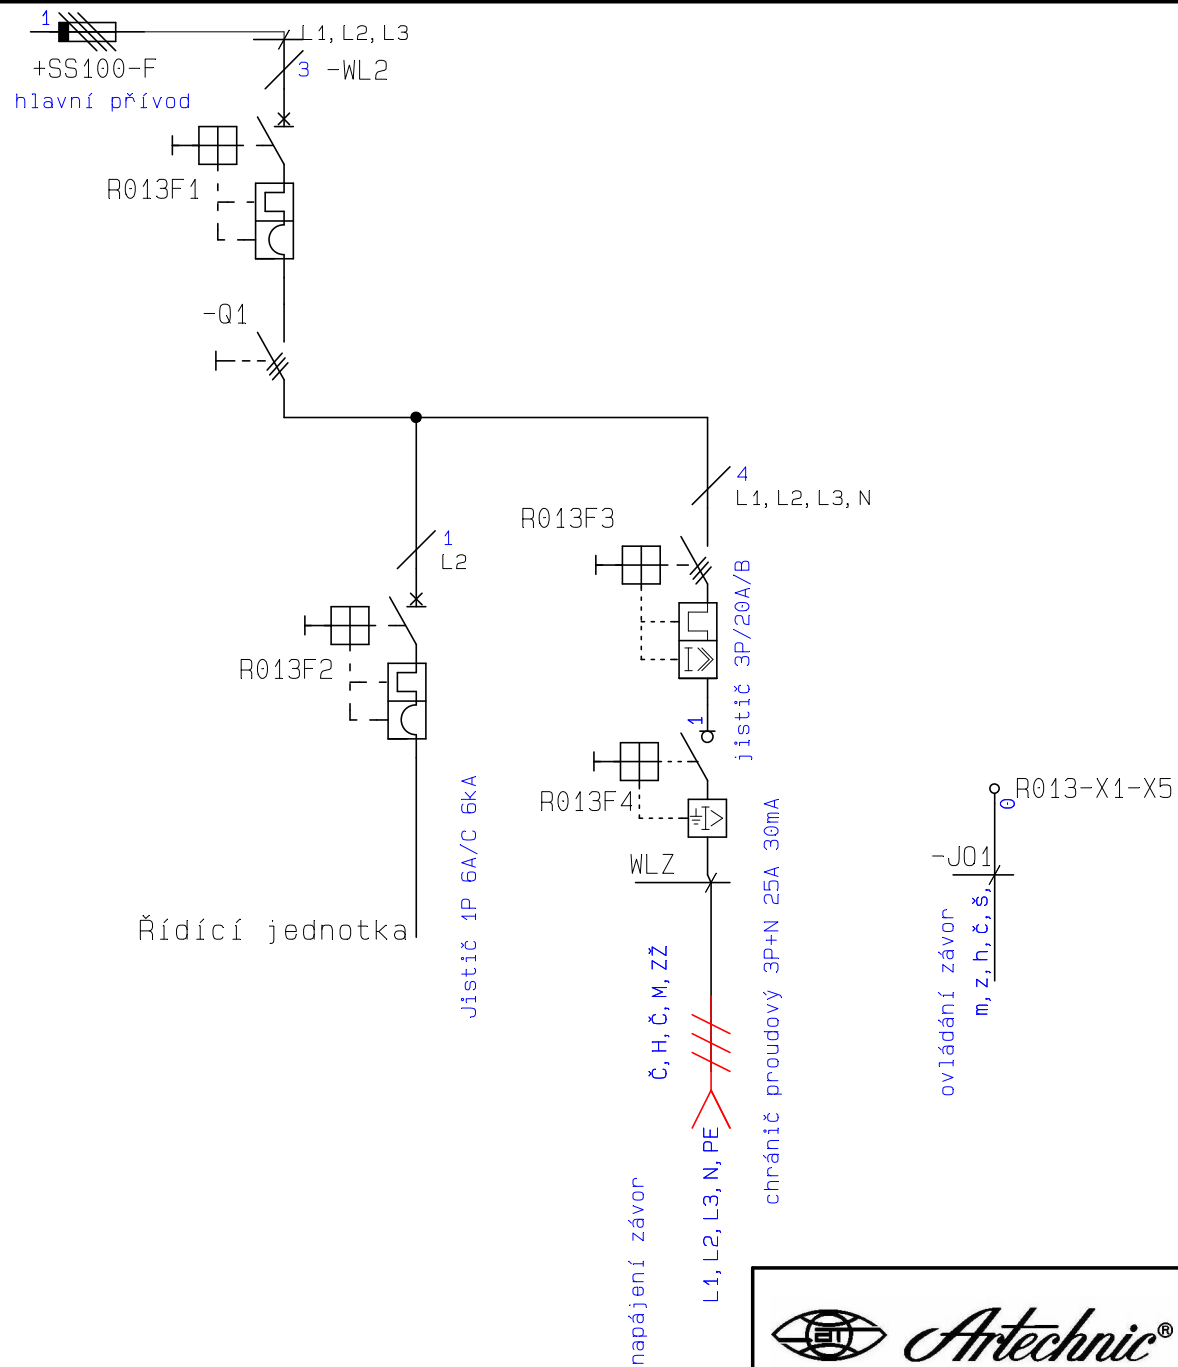 1
L1, L2, L3
+SS100-F
3 -WL2
hlavní přívod
R013F1
-Q1
4
L1, L2, L3, N
R013F3
1
L2
jistič 3P/20A/B
R013F2
1
R013F4
Jistič 1P 6A/C 6kA
R013-X1-X5
0
chránič proudový 3P+N 25A 30mA
-JO1
WLZ
m, z, h, č, š,
ovládání závor
Řídící jednotka
Č, H, Č, M, ZŽ
L1, L2, L3, N, PE
napájení závor
Artechnic®